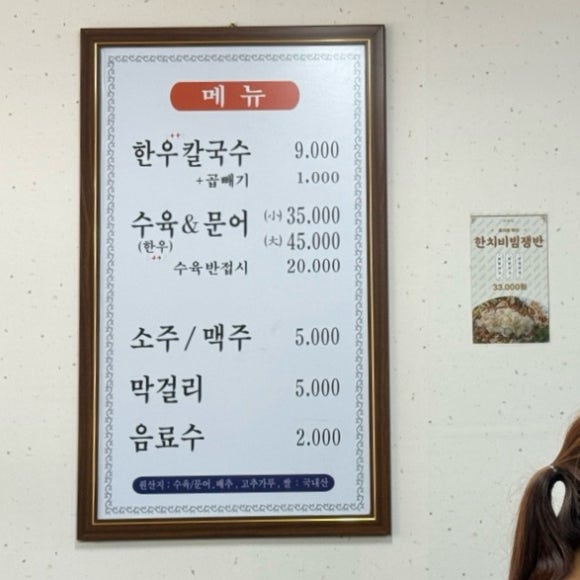 메뉴
한우칼국수 9.000
+곱빼기 1.000
수육&문어 (小) 35.000
(한우) (大) 45.000
수육반접시 20.000
소주/맥주 5.000
막걸리 5.000
음료수 2.000
원산지 : 수육/문어, 배추, 고추가루, 쌀 : 국내산
한치비빔쟁반
33,000원